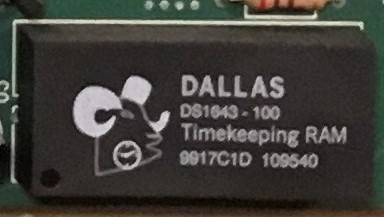 DALLAS
DS1643-100
Timekeeping RAM
9917C1D 109540